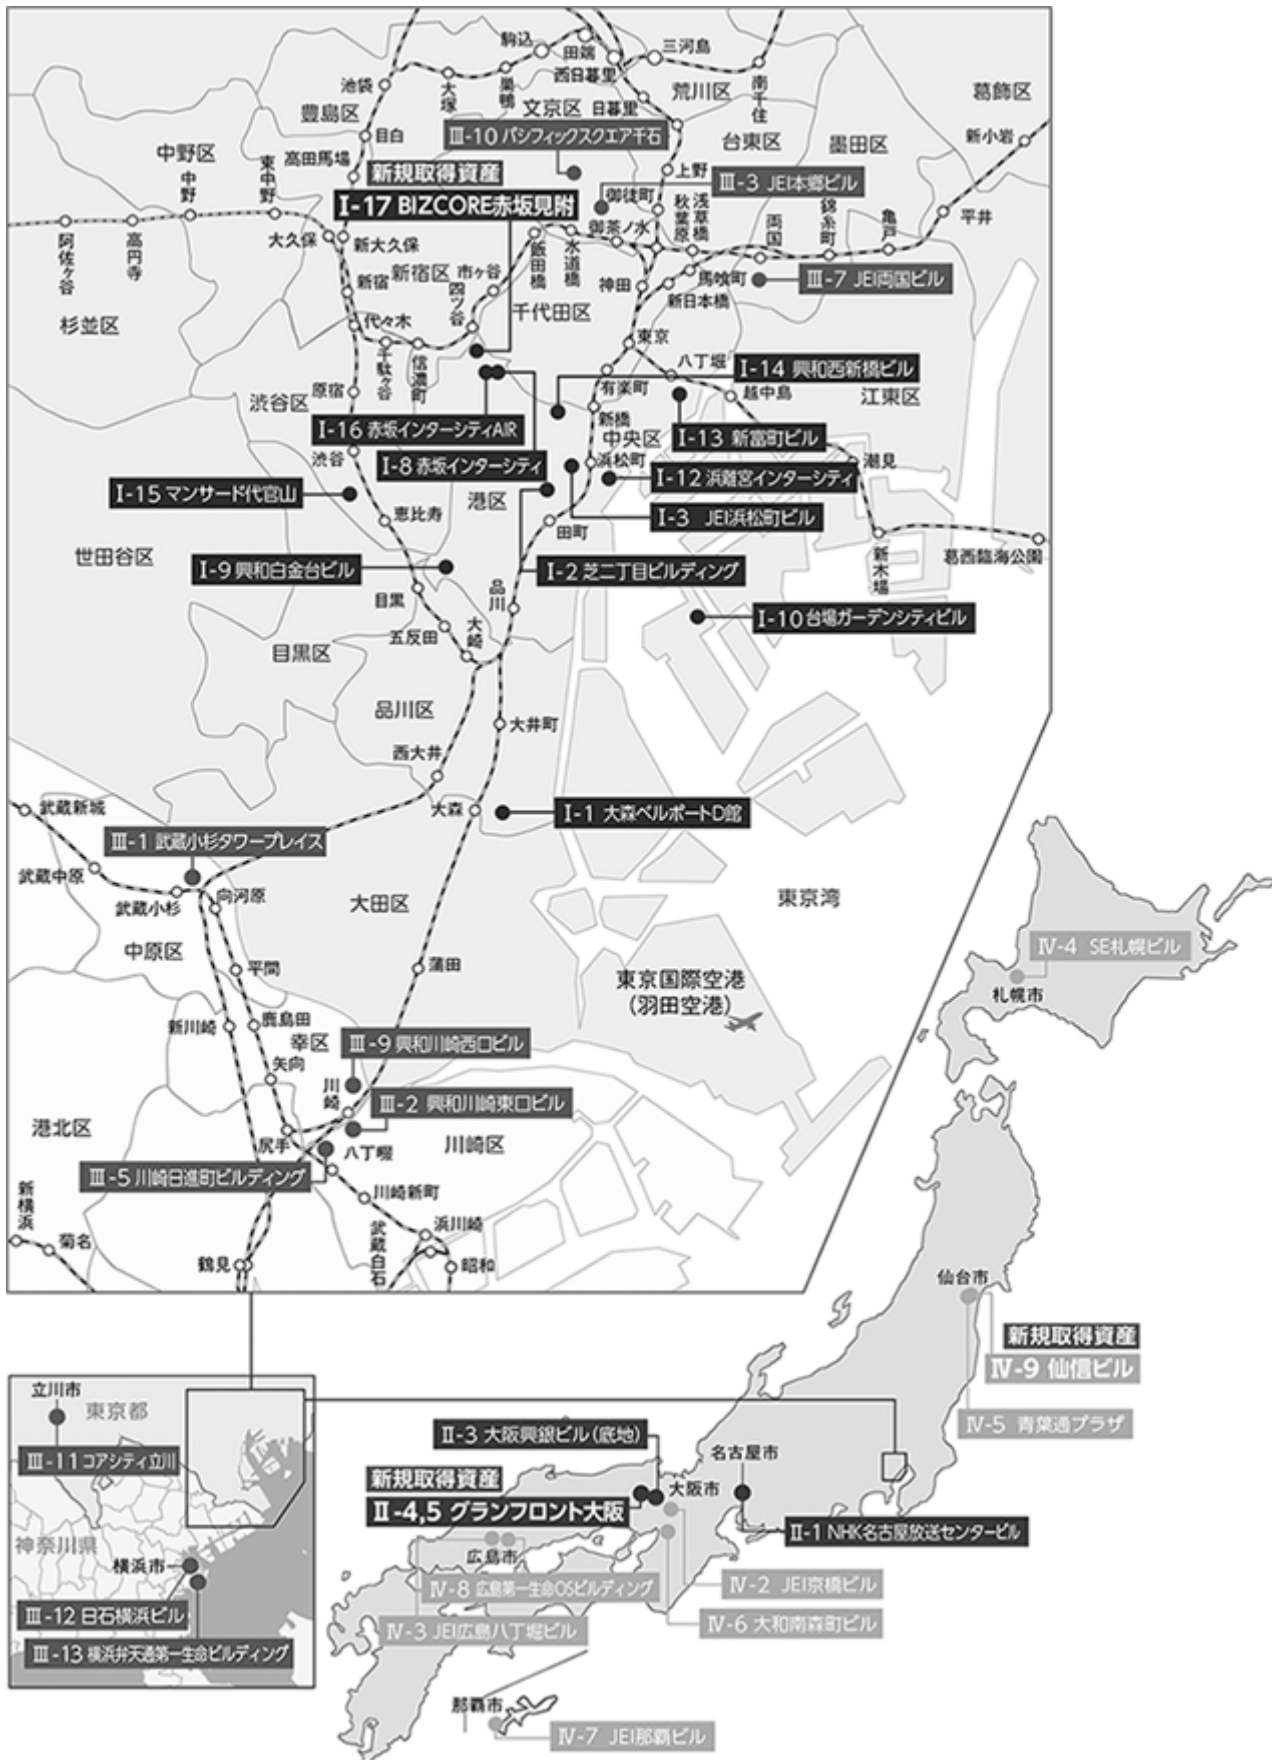 駒込
田端
三河島
西日暮里
池袋
大塚
巣鴨
文京区
日暮里
荒川区
南千住
葛飾区
豊島区
目白
III-10 パシフィックスクエア千石
台東区
墨田区
新小岩
中野区
中野
東中野
高田馬場
新規取得資産
I-17 BIZCORE赤坂見附
上野
III-3 JEI本郷ビル
御徒町
御茶ノ水
秋葉原
浅草橋
両国
錦糸町
亀戸
平井
阿佐ヶ谷
高円寺
大久保
新大久保
新宿区
新宿
市ヶ谷
四ツ谷
飯田橋
水道橋
千代田区
神田
馬喰町
新日本橋
III-7 JEI両国ビル
杉並区
代々木
千駄ヶ谷
信濃町
東京
八丁堀
I-14 興和西新橋ビル
越中島
江東区
有楽町
原宿
渋谷区
I-16 赤坂インターシティAIR
新橋
中央区
I-13 新富町ビル
渋谷
I-8 赤坂インターシティ
浜松町
潮見
I-12 浜離宮インターシティ
I-15 マンサード代官山
港区
I-3 JEI浜松町ビル
恵比寿
田町
世田谷区
新木場
葛西臨海公園
I-9 興和白金台ビル
I-2 芝二丁目ビルディング
目黒
品川
I-10 台場ガーデンシティビル
五反田
大崎
目黒区
品川区
大井町
西大井
武蔵新城
大森
I-1 大森ベルポートD館
III-1 武蔵小杉タワープレイス
武蔵中原
武蔵小杉
向河原
大田区
東京湾
中原区
平間
蒲田
東京国際空港
(羽田空港)
IV-4 SE札幌ビル
札幌市
新川崎
鹿島田
幸区
III-9 興和川崎西口ビル
矢向
川崎
III-2 興和川崎東口ビル
港北区
尻手
八丁畷
川崎区
III-5 川崎日進町ビルディング
新横浜
菊名
川崎新町
浜川崎
武蔵白石
鶴見
昭和
仙台市
新規取得資産
IV-9 仙信ビル
IV-5 青葉通プラザ
立川市
東京都
III-11 コアシティ立川
神奈川県
横浜市
III-12 日石横浜ビル
III-13 横浜弁天通第一生命ビルディング
II-3 大阪興銀ビル(底地)
名古屋市
新規取得資産
II-4,5 グランフロント大阪
大阪市
II-1 NHK名古屋放送センタービル
広島市
IV-8 広島第一生命OSビルディング
IV-2 JEI京橋ビル
IV-3 JEI広島八丁堀ビル
IV-6 大和南森町ビル
那覇市
IV-7 JEI那覇ビル